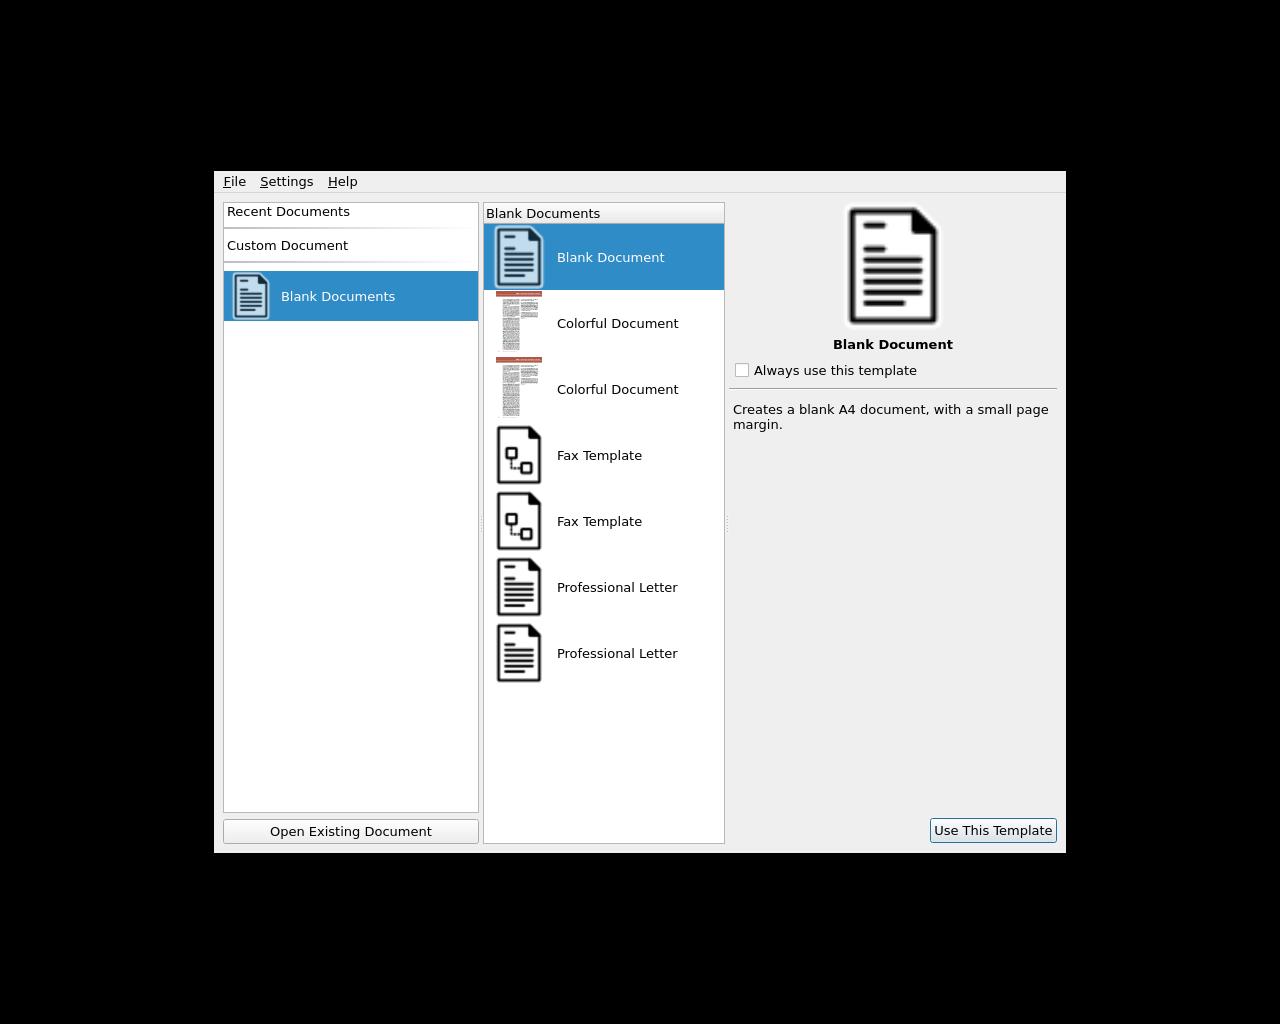 File Settings Help
Recent Documents
Custom Document
Blank Documents
Open Existing Document
Blank Documents
Blank Document
Colorful Document
Colorful Document
Fax Template
Fax Template
Professional Letter
Professional Letter
Blank Document
Always use this template
Creates a blank A4 document, with a small page
margin.
Use This Template